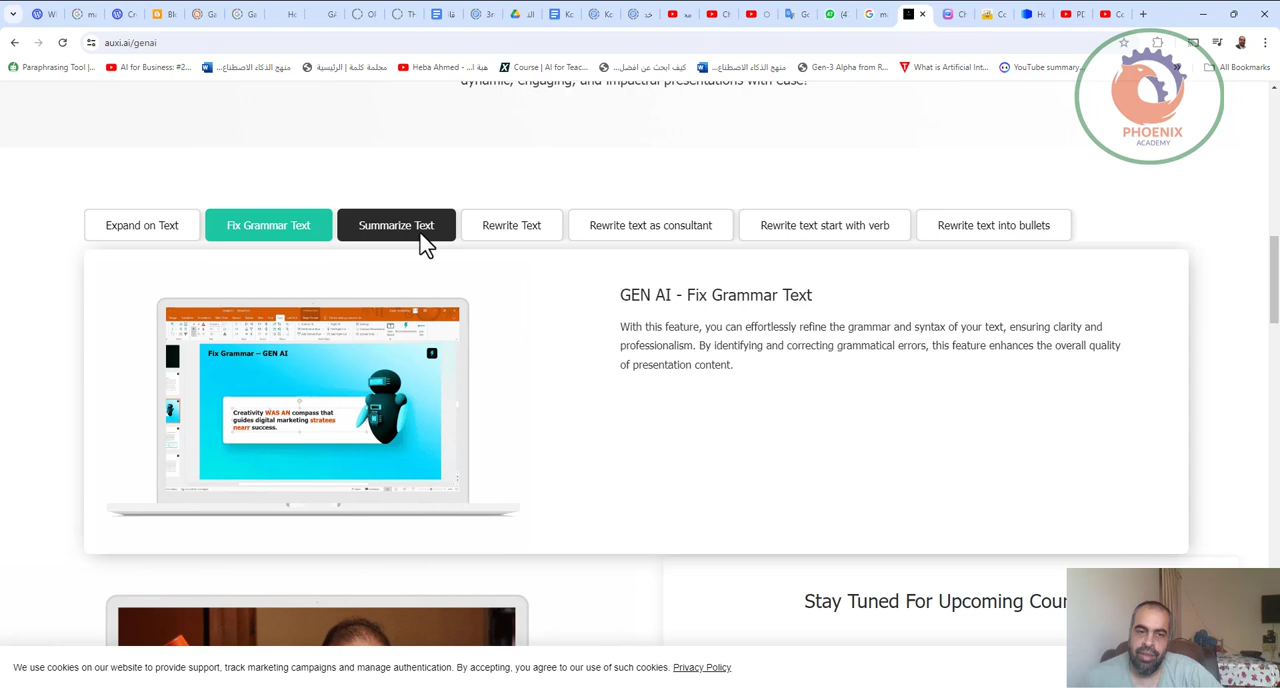 auxi.ai/genai
Paraphrasing Tool |...
AI for Business: #2...
منهج الذكاء الاصطناع...
مجلمة كلمة | الرئيسية
Course | AI for Teac...
كيف ابحث عن افضل...
منهج الذكاء الاصطناع...
Gen-3 Alpha from R...
What is Artificial Int...
YouTube summary...
All Bookmarks
PHOENIX
ACADEMY
dynamic, engaging, and impactful presentations with ease!
Expand on Text
Fix Grammar Text
Summarize Text
Rewrite Text
Rewrite text as consultant
Rewrite text start with verb
Rewrite text into bullets
GEN AI - Fix Grammar Text
With this feature, you can effortlessly refine the grammar and syntax of your text, ensuring clarity and
professionalism. By identifying and correcting grammatical errors, this feature enhances the overall quality
of presentation content.
Fix Grammar – GEN AI
Creativity WAS AN compass that
guides digital marketing stratees
nearr success.
Stay Tuned For Upcoming Cour
We use cookies on our website to provide support, track marketing campaigns and manage authentication. By accepting, you agree to our use of such cookies. Privacy Policy